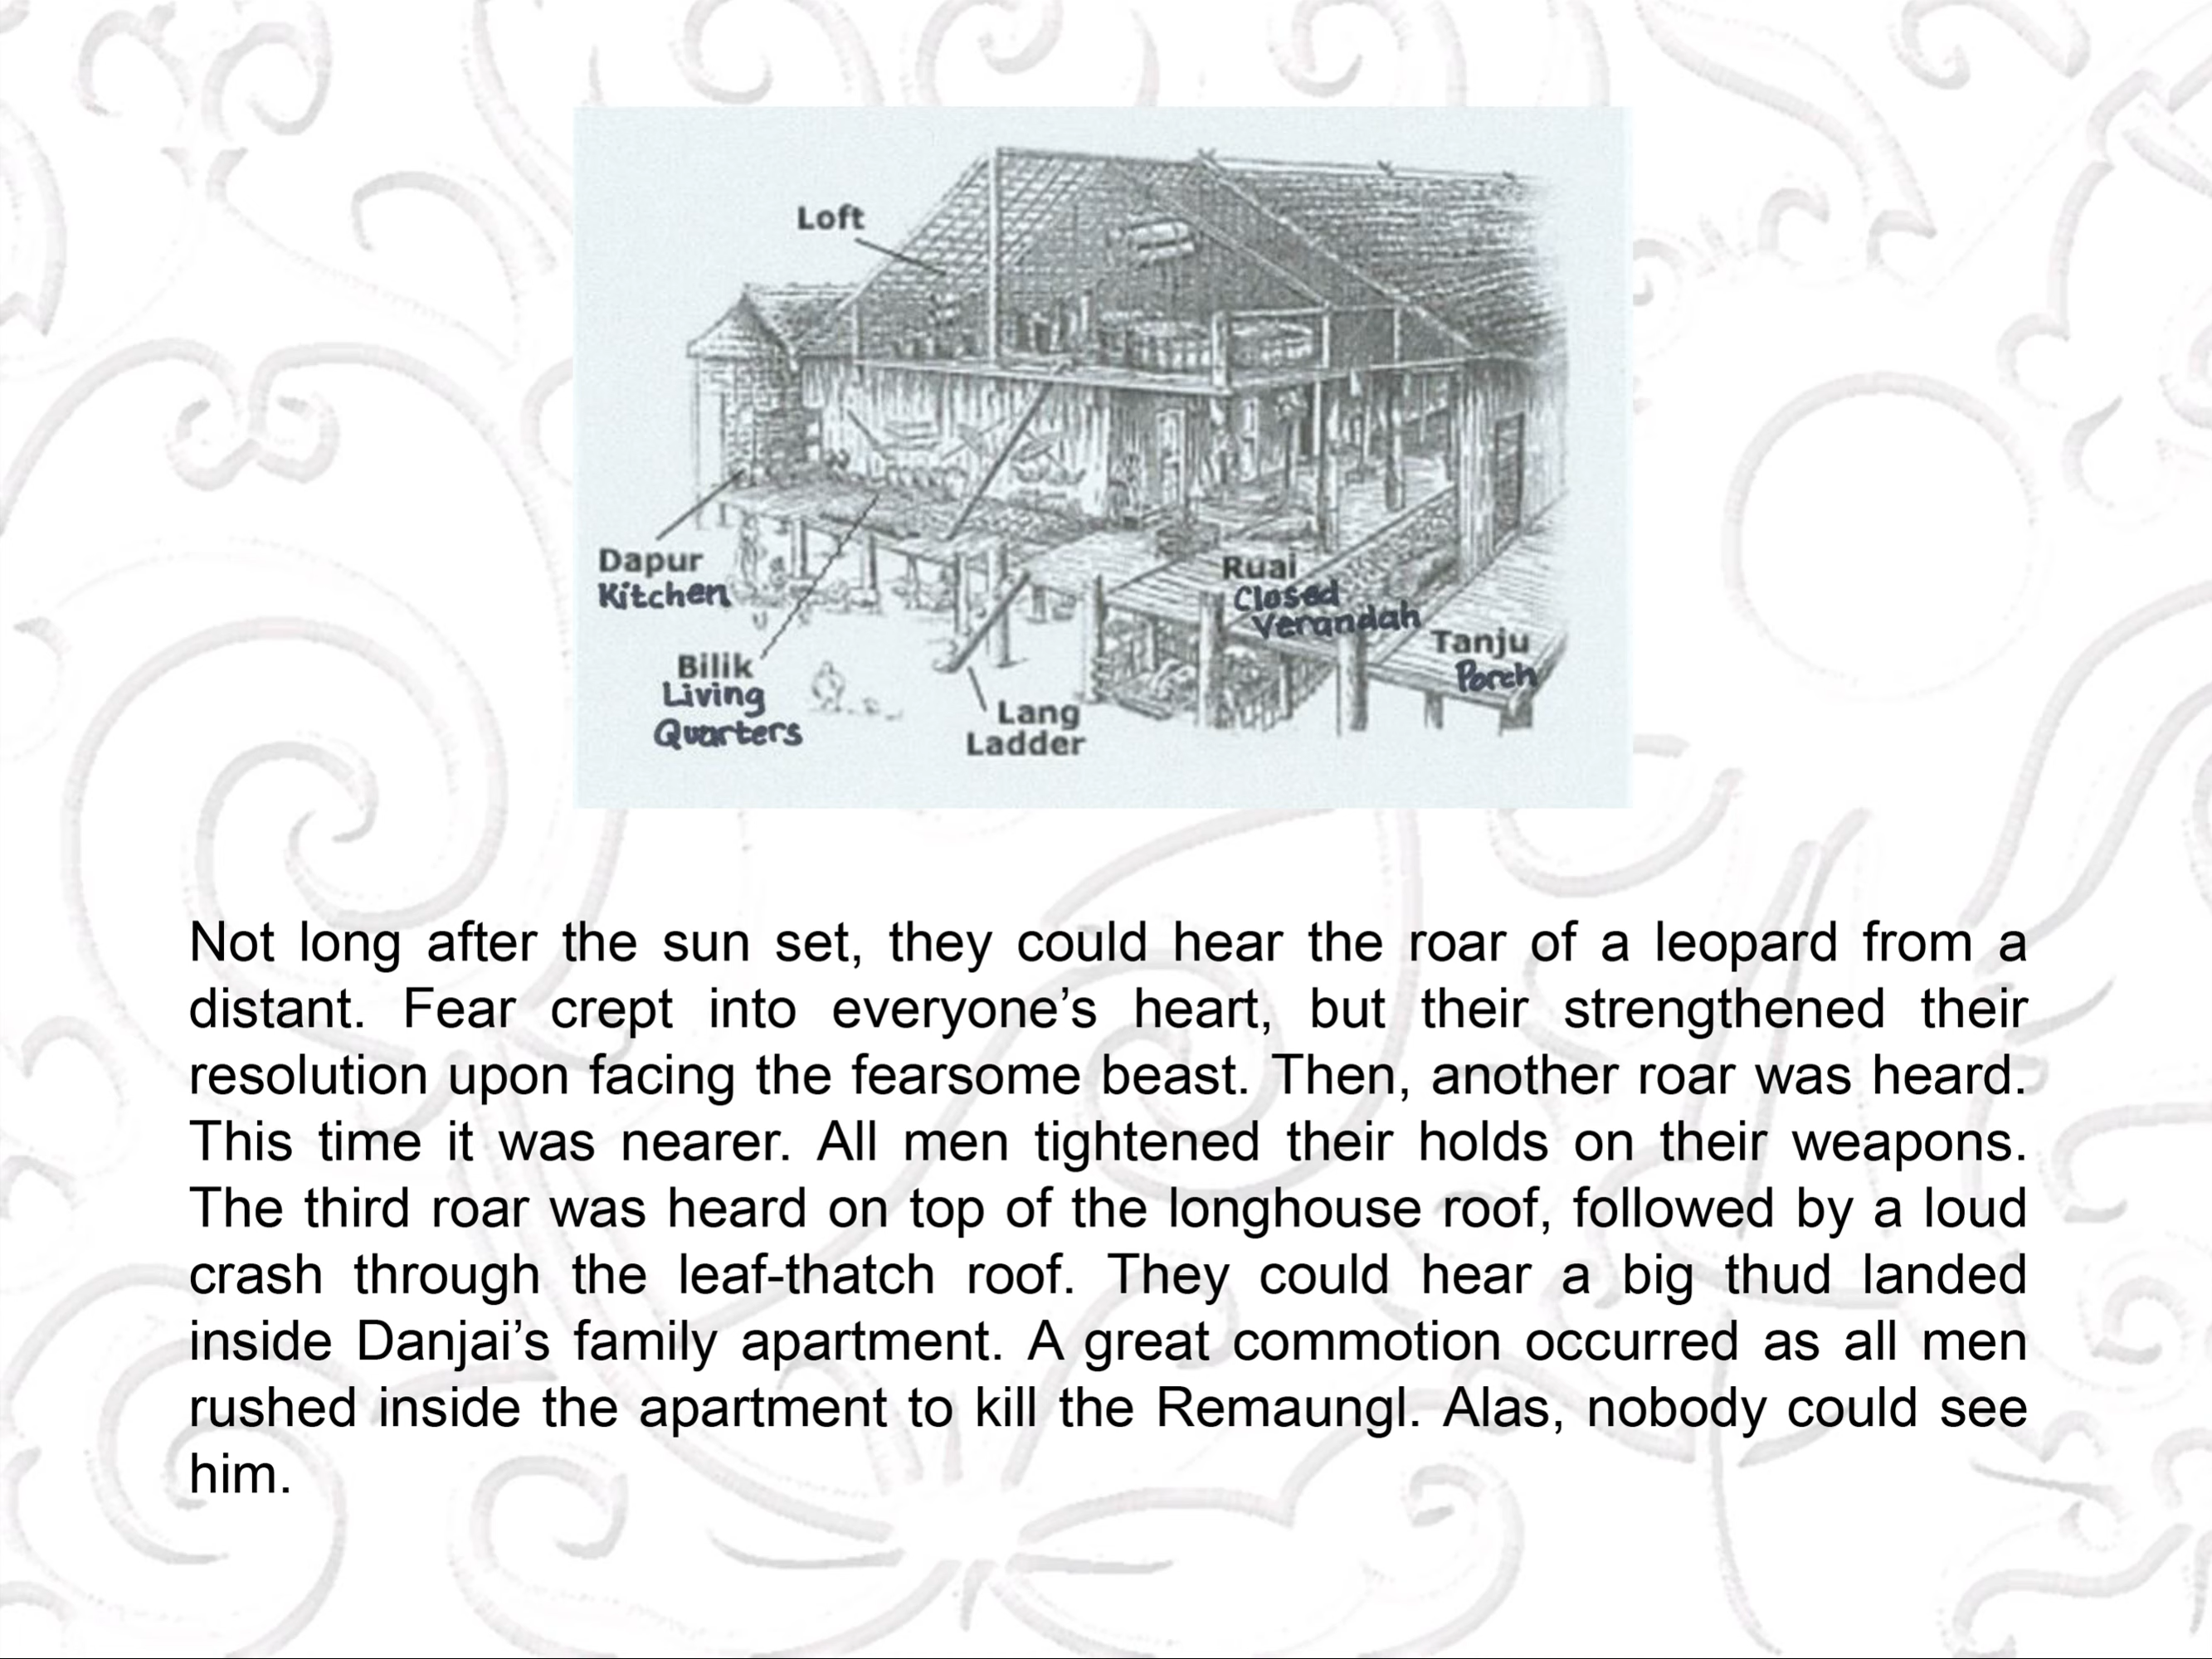 Loft
Dapur
Kitchen
Bilik
Living
Quarters
Lang
Ladder
Ruai
Closed
Verandah
Tanju
Porch
Not long after the sun set, they could hear the roar of a leopard from a
distant. Fear crept into everyone’s heart, but their strengthened their
resolution upon facing the fearsome beast. Then, another roar was heard.
This time it was nearer. All men tightened their holds on their weapons.
The third roar was heard on top of the longhouse roof, followed by a loud
crash through the leaf-thatch roof. They could hear a big thud landed
inside Danjai’s family apartment. A great commotion occurred as all men
rushed inside the apartment to kill the Remaungl. Alas, nobody could see
him.